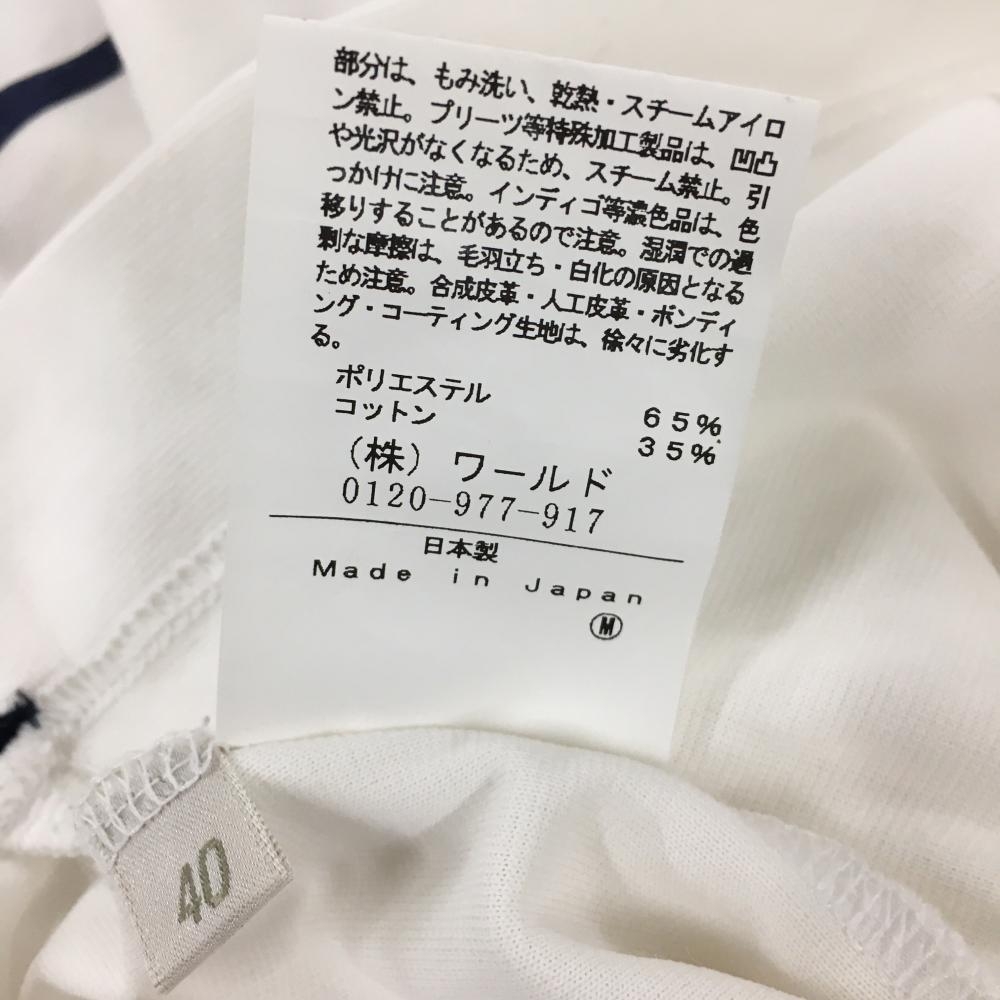 部分は、もみ洗い、乾熱・スチームアイロ
ン禁止。プリーツ等特殊加工製品は、凹凸
や光沢がなくなるため、スチーム禁止。引
っかけに注意。インディゴ等濃色品は、色
移りすることがあるので注意。湿潤での過
剰な摩擦は、毛羽立ち・白化の原因となる
ため注意。合成皮革・人工皮革・ボンディ
ング・コーティング生地は、徐々に劣化す
る。
ポリエステル 65%
コットン 35%
(株) ワールド
0120-977-917
日本製
Made in Japan
Ⓜ
40